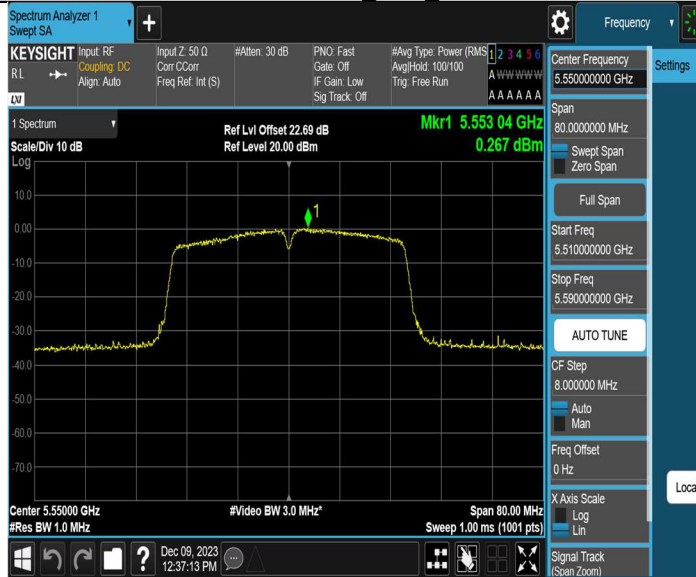 Spectrum Analyzer 1
Swept SA
Frequency
KEYSIGHT
RL
LXI
Input: RF
Coupling: DC
Align: Auto
Input Z: 50 Ω
Corr CCorr
Freq Ref: Int (S)
#Atten: 30 dB
PNO: Fast
Gate: Off
IF Gain: Low
Sig Track: Off
#Avg Type: Power (RMS
Avg|Hold: 100/100
Trig: Free Run
1 2 3 4 5 6
A W W W W W
A A A A A A
1 Spectrum
Scale/Div 10 dB
Log
Ref Lvl Offset 22.69 dB
Ref Level 20.00 dBm
Mkr1 5.553 04 GHz
0.267 dBm
1
10.0
0.00
-10.0
-20.0
-30.0
-40.0
-50.0
-60.0
-70.0
Center 5.55000 GHz
#Res BW 1.0 MHz
#Video BW 3.0 MHz*
Span 80.00 MHz
Sweep 1.00 ms (1001 pts)
?
Dec 09, 2023
12:37:13 PM
Center Frequency
5.550000000 GHz
Span
80.0000000 MHz
Swept Span
Zero Span
Full Span
Start Freq
5.510000000 GHz
Stop Freq
5.590000000 GHz
AUTO TUNE
CF Step
8.000000 MHz
Auto
Man
Freq Offset
0 Hz
X Axis Scale
Log
Lin
Signal Track
(Span Zoom)
Settings
Loca